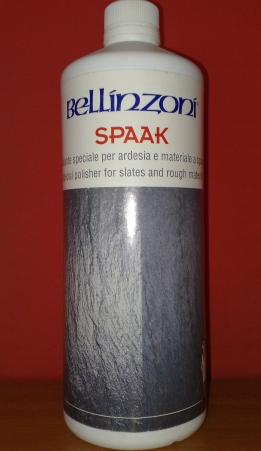 Bellinzoni
SPAAK
speciale per ardesia e materiale a
polisher for slates and rough